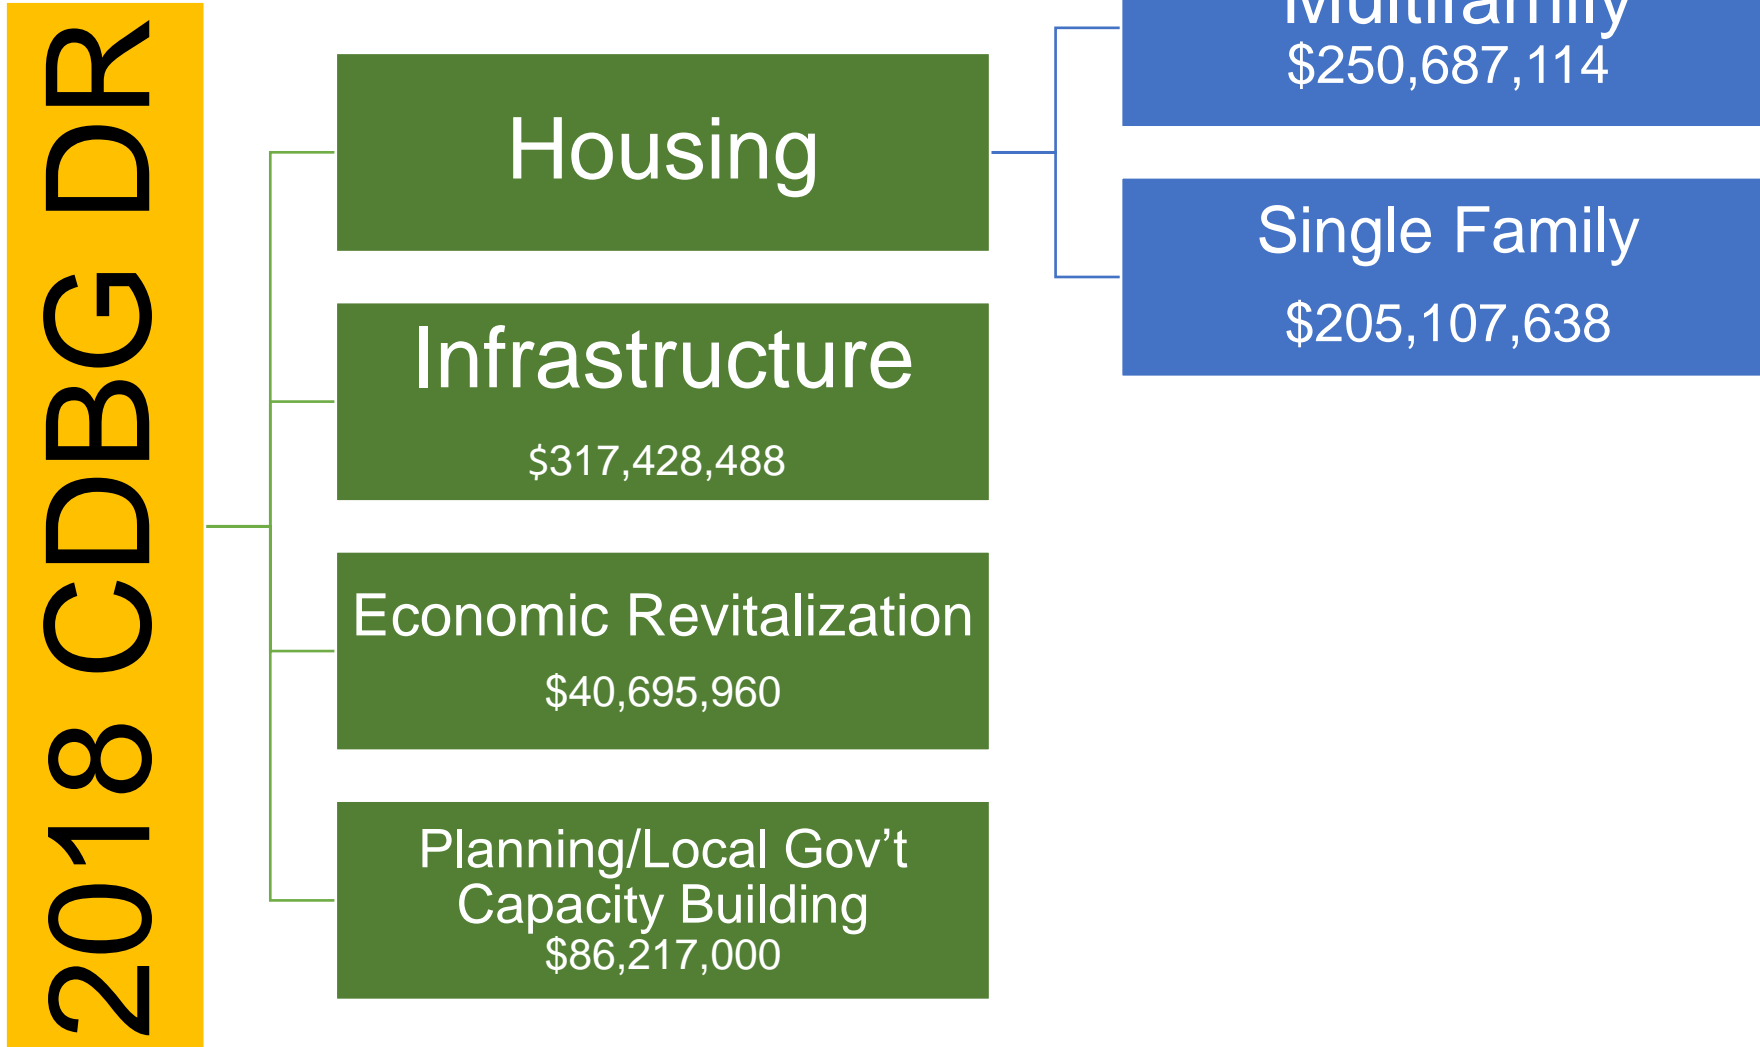 2018 CDBG DR
Housing
Infrastructure
$317,428,488
Economic Revitalization
$40,695,960
Planning/Local Gov’t
Capacity Building
$86,217,000
Multifamily
$250,687,114
Single Family
$205,107,638